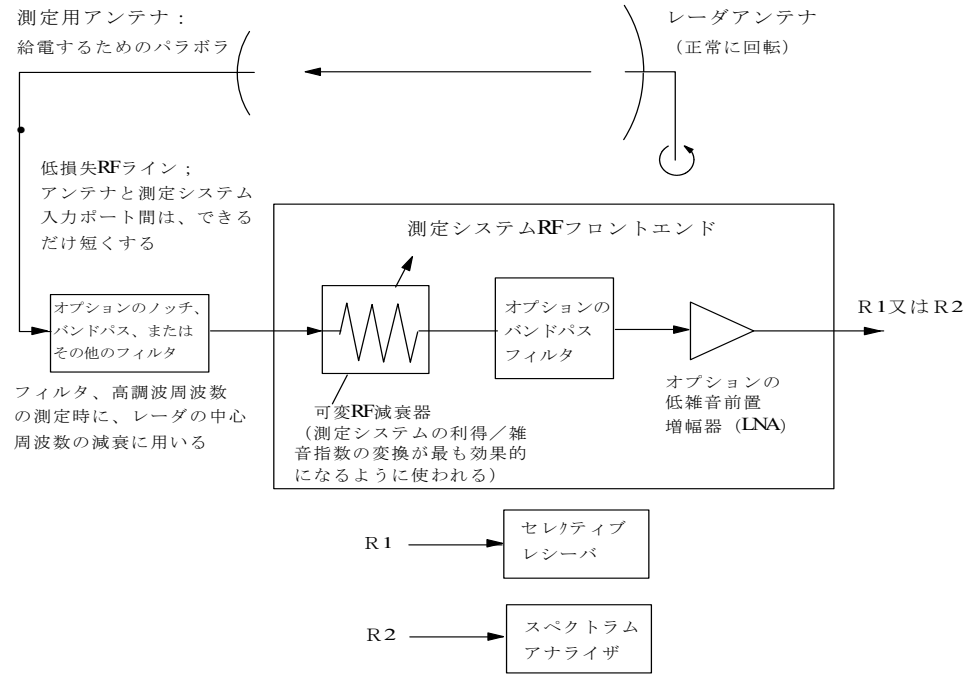 測定用アンテナ：
給電するためのパラボラ
レーダアンテナ
（正常に回転）
低損失RFライン；
アンテナと測定システム
入力ポート間は、できる
だけ短くする
測定システムRFフロントエンド
オプションのノッチ、
バンドパス、または
その他のフィルタ
オプションの
バンドパス
フィルタ
R1又はR2
フィルタ、高調波周波数
の測定時に、レーダの中心
周波数の減衰に用いる
可変RF減衰器
（測定システムの利得／雑
音指数の変換が最も効果的
になるように使われる）
オプションの
低雑音前置
増幅器（LNA）
R1
セレクティブ
レシーバ
R2
スペクトラム
アナライザ